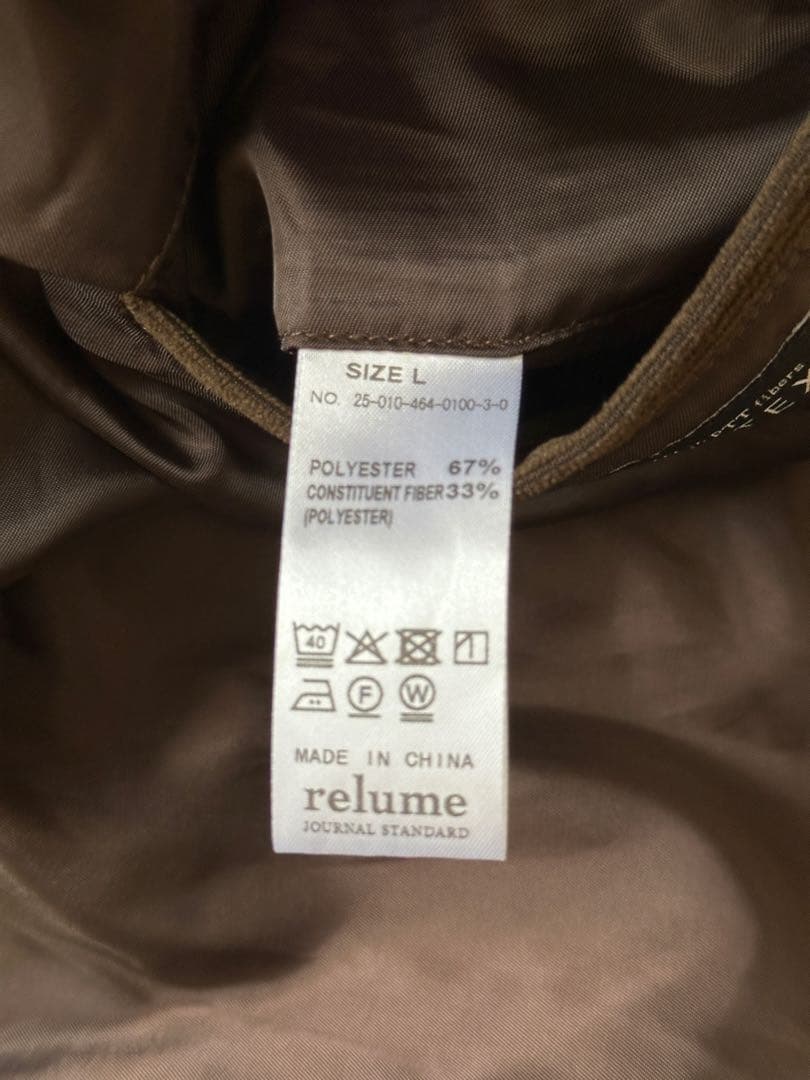 SIZE L
NO. 25-010-464-0100-3-0
POLYESTER 67%
CONSTITUENT FIBER 33%
(POLYESTER)
40
F
W
MADE IN CHINA
relume
JOURNAL STANDARD
fibers